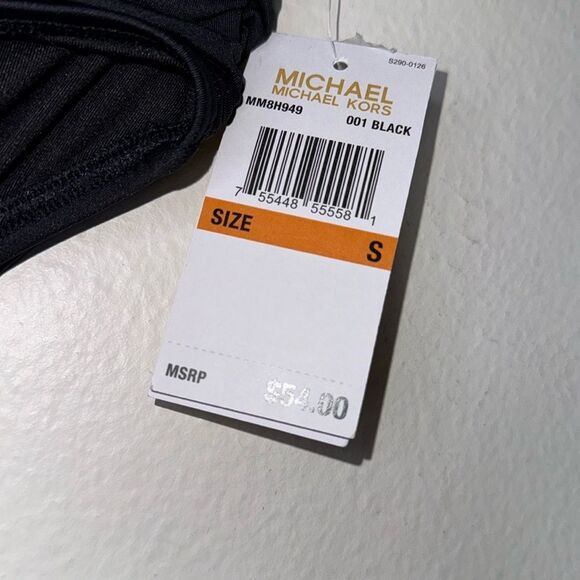 S290-0126
MICHAEL
MICHAEL KORS
MM8H949 001 BLACK
7 55448 55558 1
SIZE S
MSRP $54.00